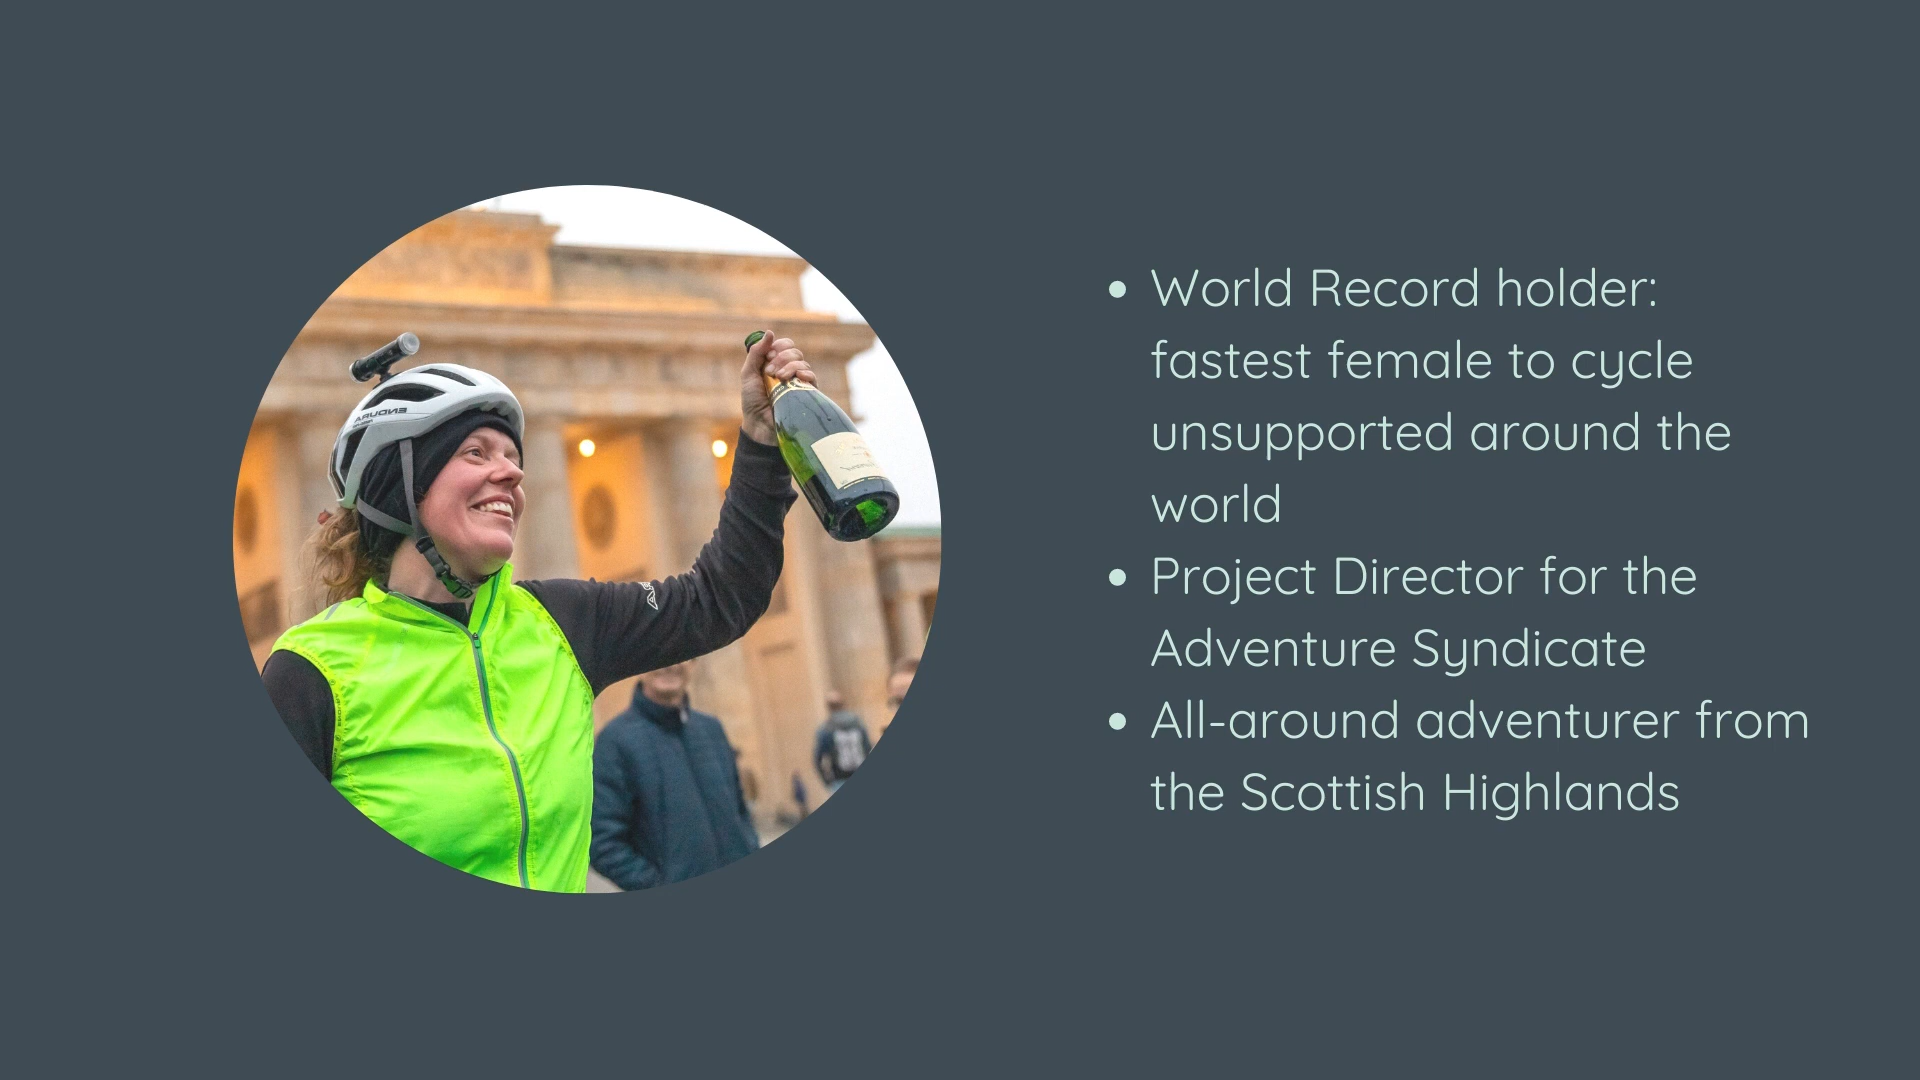 ENDURA
World Record holder:
fastest female to cycle
unsupported around the
world
Project Director for the
Adventure Syndicate
All-around adventurer from
the Scottish Highlands